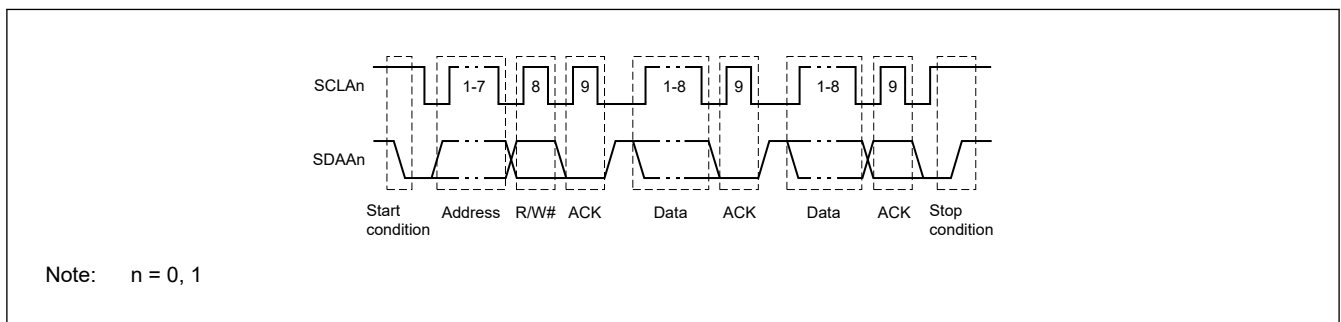 SCLAn 1-7 8 9 1-8 9 1-8 9
SDAAn
Start condition Address R/W# ACK Data ACK Data ACK Stop condition
Note: n = 0, 1